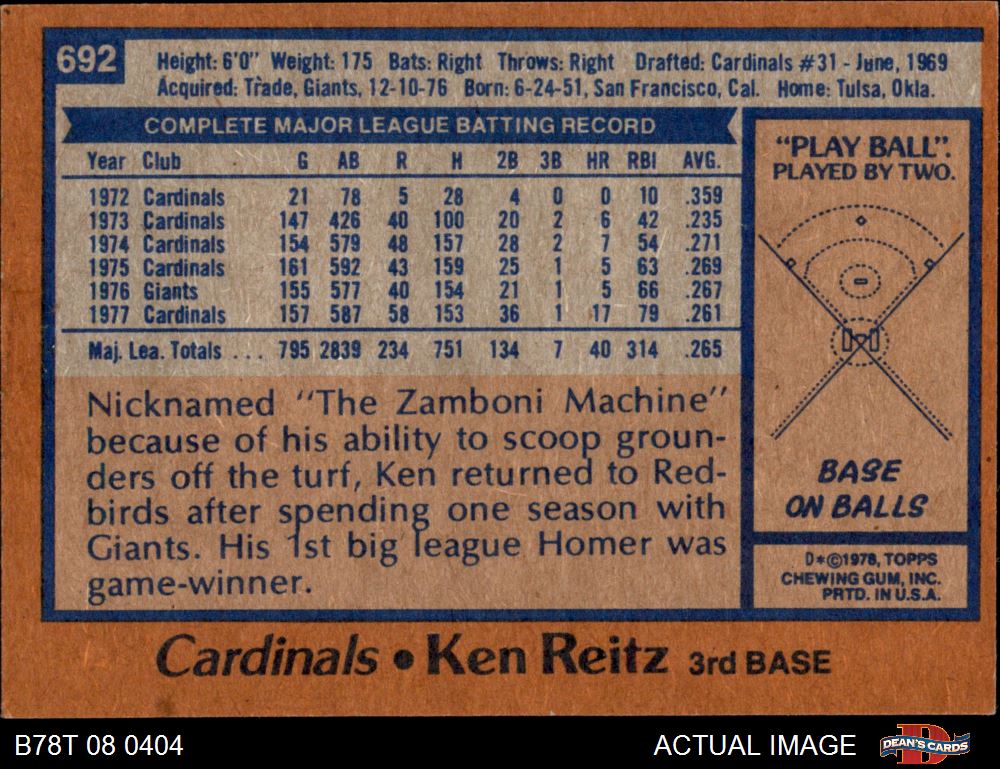 692
Height: 6'0" Weight: 175 Bats: Right Throws: Right Drafted: Cardinals #31 - June, 1969
Acquired: Trade, Giants, 12-10-76 Born: 6-24-51, San Francisco, Cal. Home: Tulsa, Okla.
COMPLETE MAJOR LEAGUE BATTING RECORD
Year Club G AB R H 2B 3B HR RBI AVG.
1972 Cardinals 21 78 5 28 4 0 0 10 .359
1973 Cardinals 147 426 40 100 20 2 6 42 .235
1974 Cardinals 154 579 48 157 28 2 7 54 .271
1975 Cardinals 161 592 43 159 25 1 5 63 .269
1976 Giants 155 577 40 154 21 1 5 66 .267
1977 Cardinals 157 587 58 153 36 1 17 79 .261
Maj. Lea. Totals ... 795 2839 234 751 134 7 40 314 .265
Nicknamed "The Zamboni Machine"
because of his ability to scoop groun-
ders off the turf, Ken returned to Red-
birds after spending one season with
Giants. His 1st big league Homer was
game-winner.
"PLAY BALL".
PLAYED BY TWO.
BASE
ON BALLS
D*©1978, TOPPS
CHEWING GUM, INC.
PRTD. IN U.S.A.
Cardinals • Ken Reitz 3rd BASE
B78T 08 0404
ACTUAL IMAGE
DEAN'S CARDS